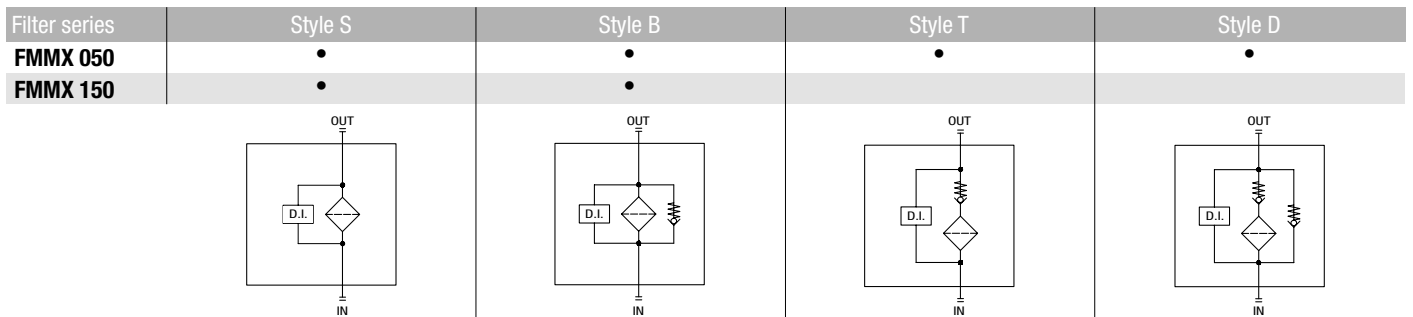 Filter series Style S Style B Style T Style D
FMMX 050 • • • •
FMMX 150 • •
OUT OUT OUT OUT
D.I. D.I. D.I. D.I.
IN IN IN IN